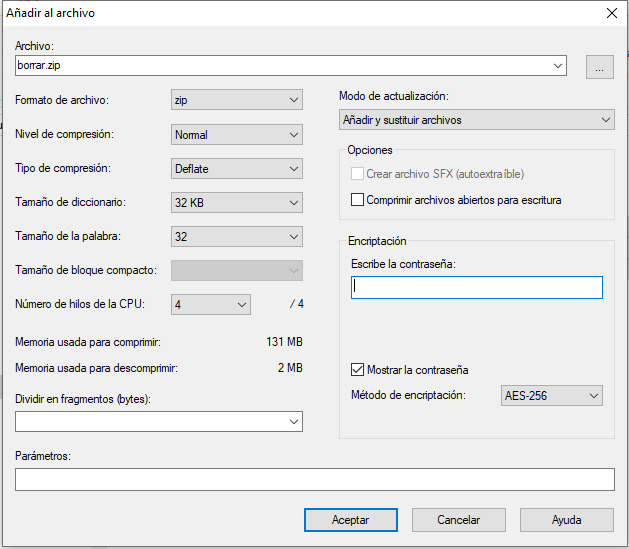 Añadir al archivo
Archivo:
borrar.zip
...
Formato de archivo: zip
Nivel de compresión: Normal
Tipo de compresión: Deflate
Tamaño de diccionario: 32 KB
Tamaño de la palabra: 32
Tamaño de bloque compacto:
Número de hilos de la CPU: 4 / 4
Memoria usada para comprimir: 131 MB
Memoria usada para descomprimir: 2 MB
Dividir en fragmentos (bytes):
Modo de actualización:
Añadir y sustituir archivos
Opciones
Crear archivo SFX (autoextraíble)
Comprimir archivos abiertos para escritura
Encriptación
Escribe la contraseña:
Mostrar la contraseña
Método de encriptación: AES-256
Parámetros:
Aceptar
Cancelar
Ayuda